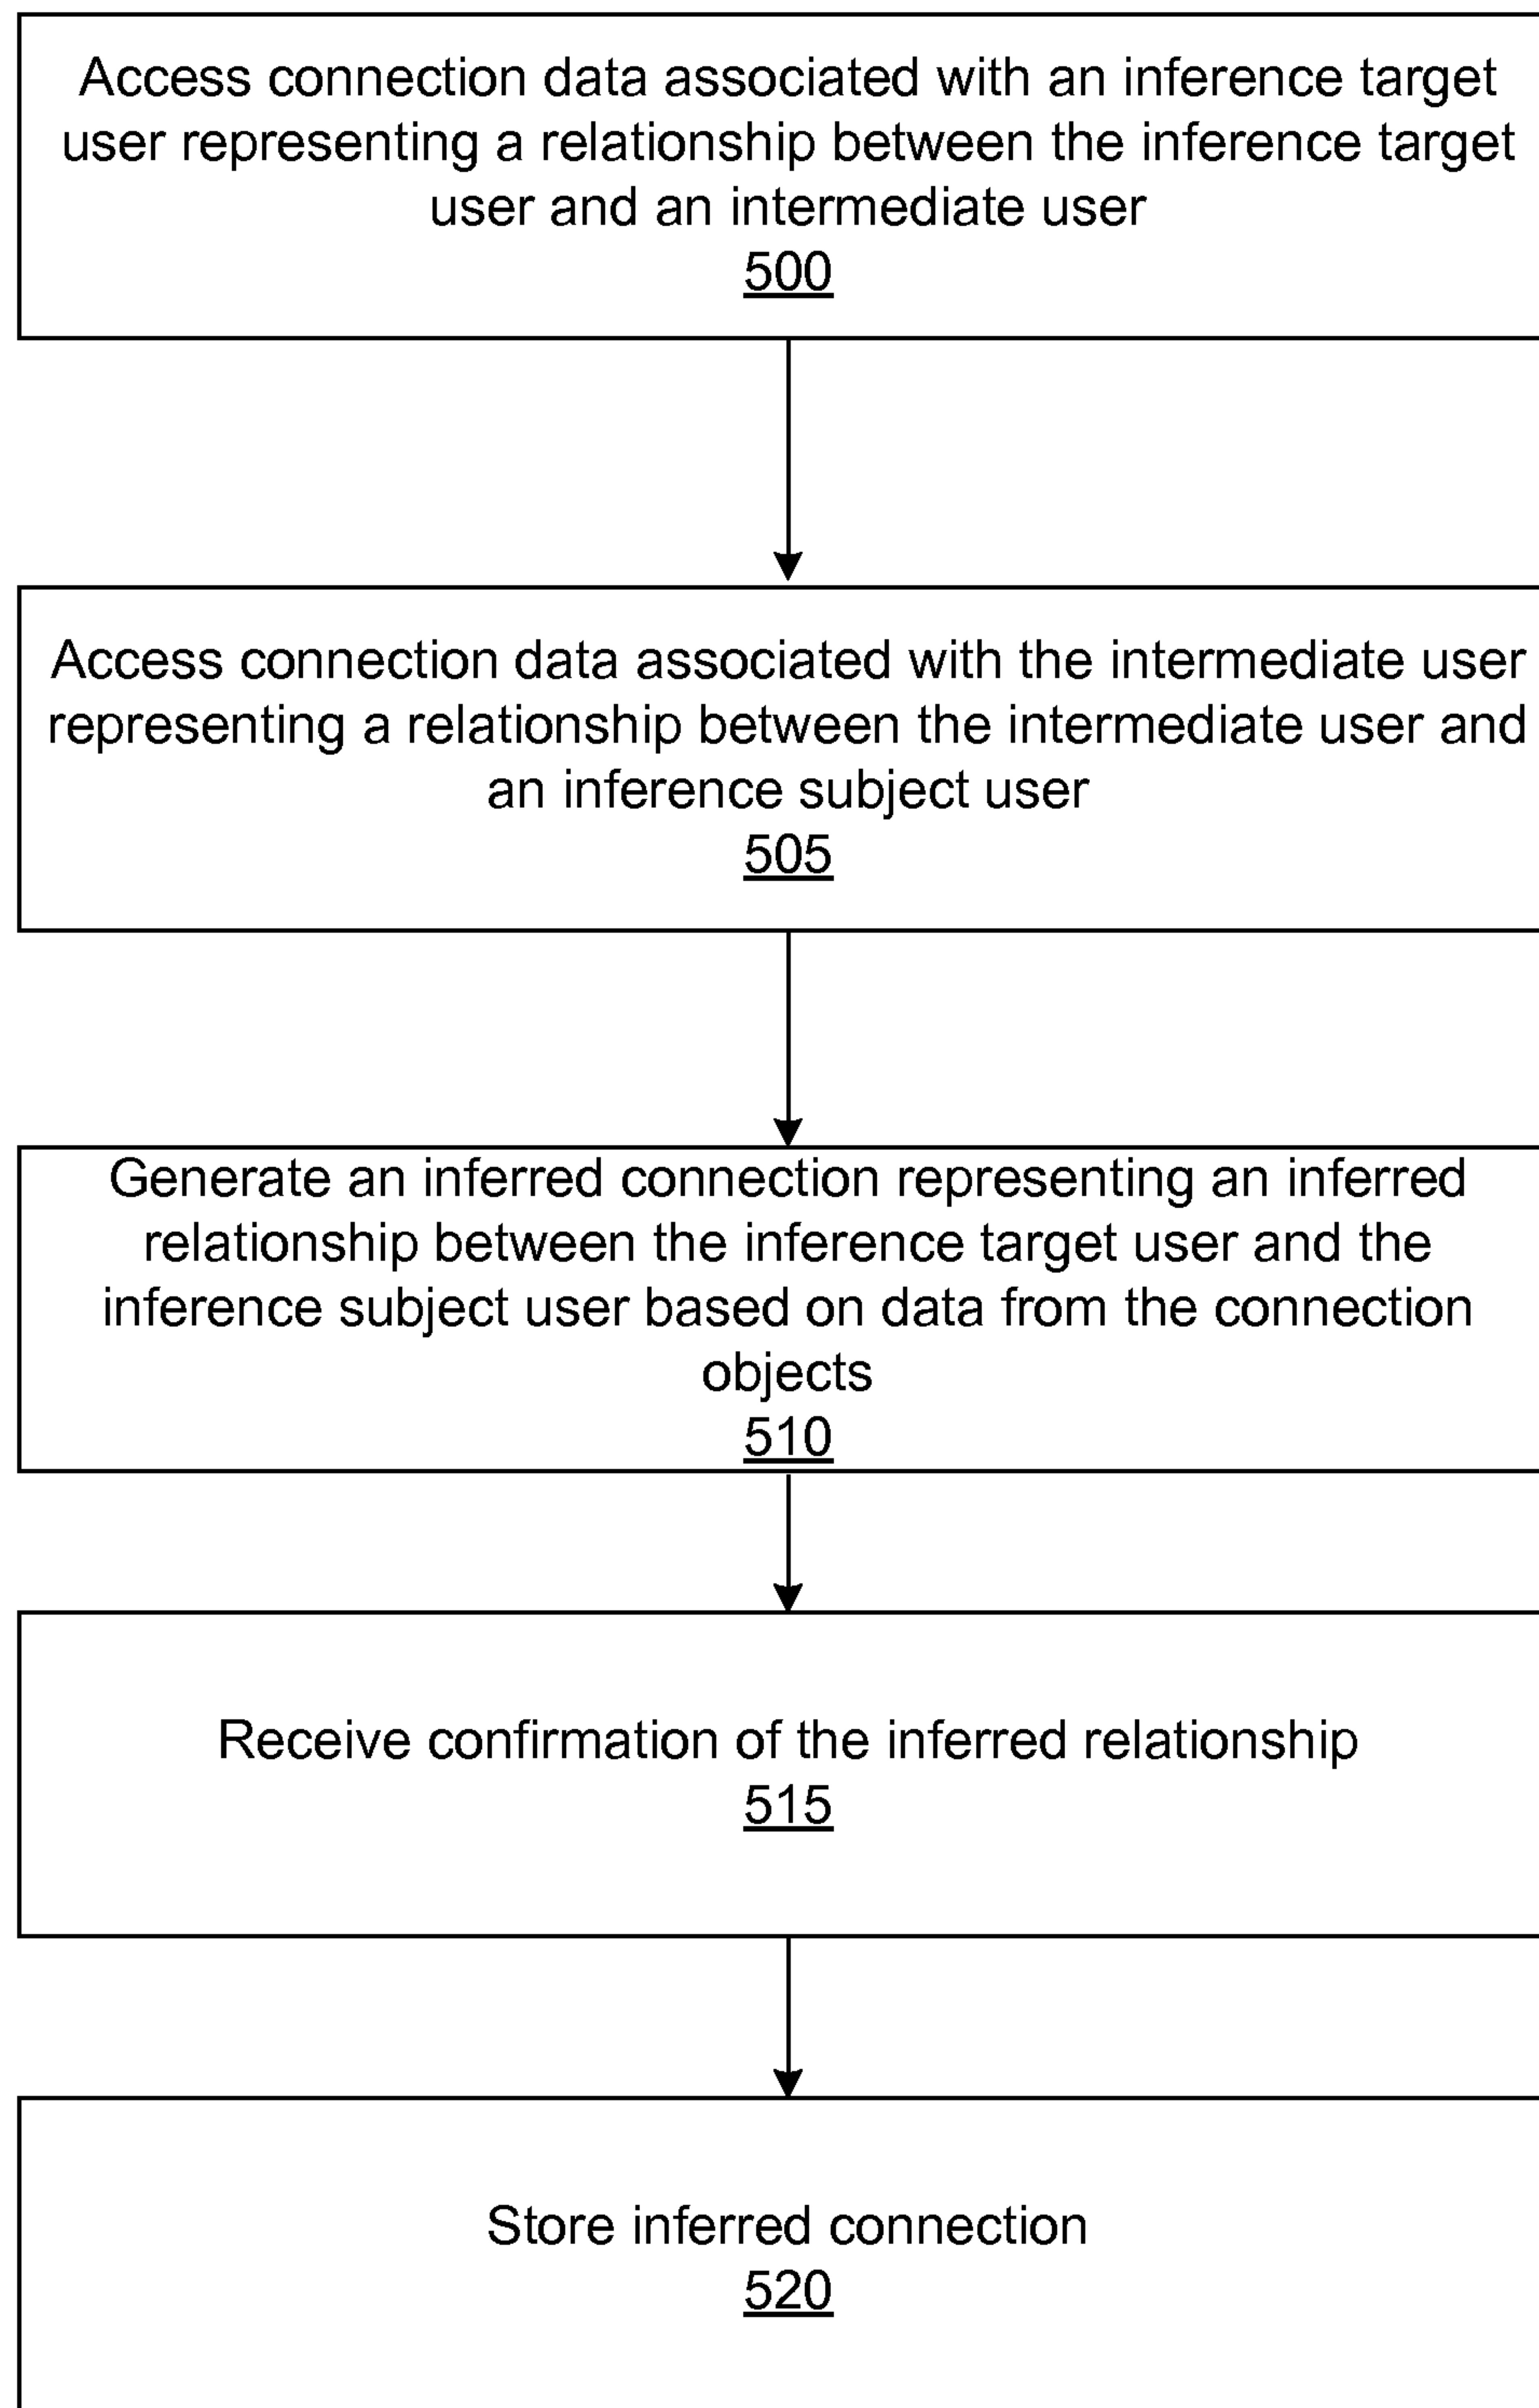 Access connection data associated with an inference target
user representing a relationship between the inference target
user and an intermediate user
500
Access connection data associated with the intermediate user
representing a relationship between the intermediate user and
an inference subject user
505
Generate an inferred connection representing an inferred
relationship between the inference target user and the
inference subject user based on data from the connection
objects
510
Receive confirmation of the inferred relationship
515
Store inferred connection
520